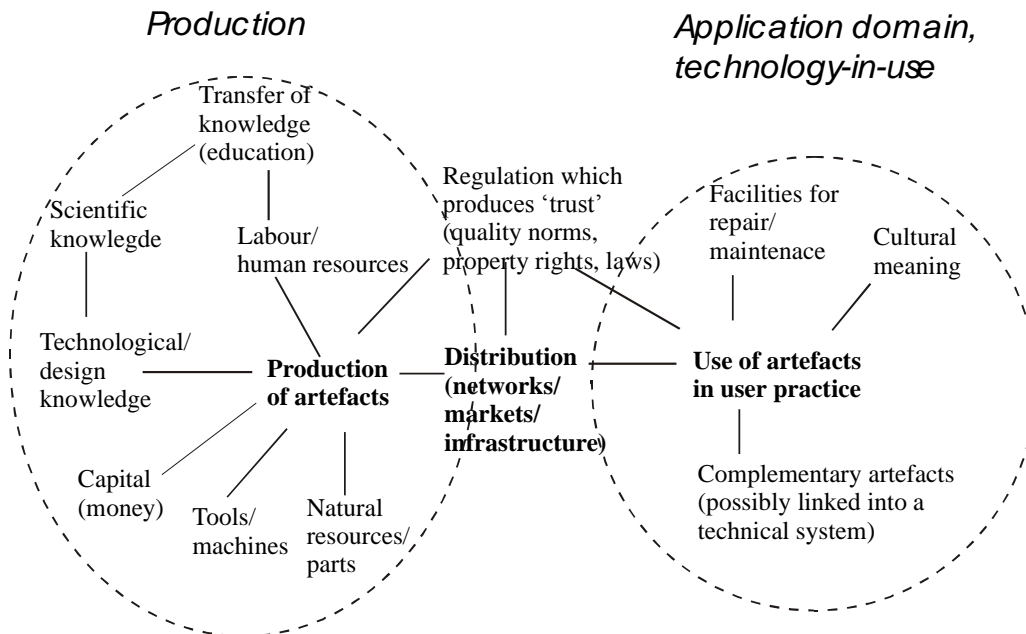 Production
Application domain,
technology-in-use
Transfer of
knowledge
(education)
Scientific
knowlegde
Labour/
human resources
Regulation which
produces ‘trust’
(quality norms,
property rights, laws)
Facilities for
repair/
maintenace
Cultural
meaning
Technological/
design
knowledge
Production
of artefacts
Distribution
(networks/
markets/
infrastructure)
Use of artefacts
in user practice
Capital
(money)
Tools/
machines
Natural
resources/
parts
Complementary artefacts
(possibly linked into a
technical system)